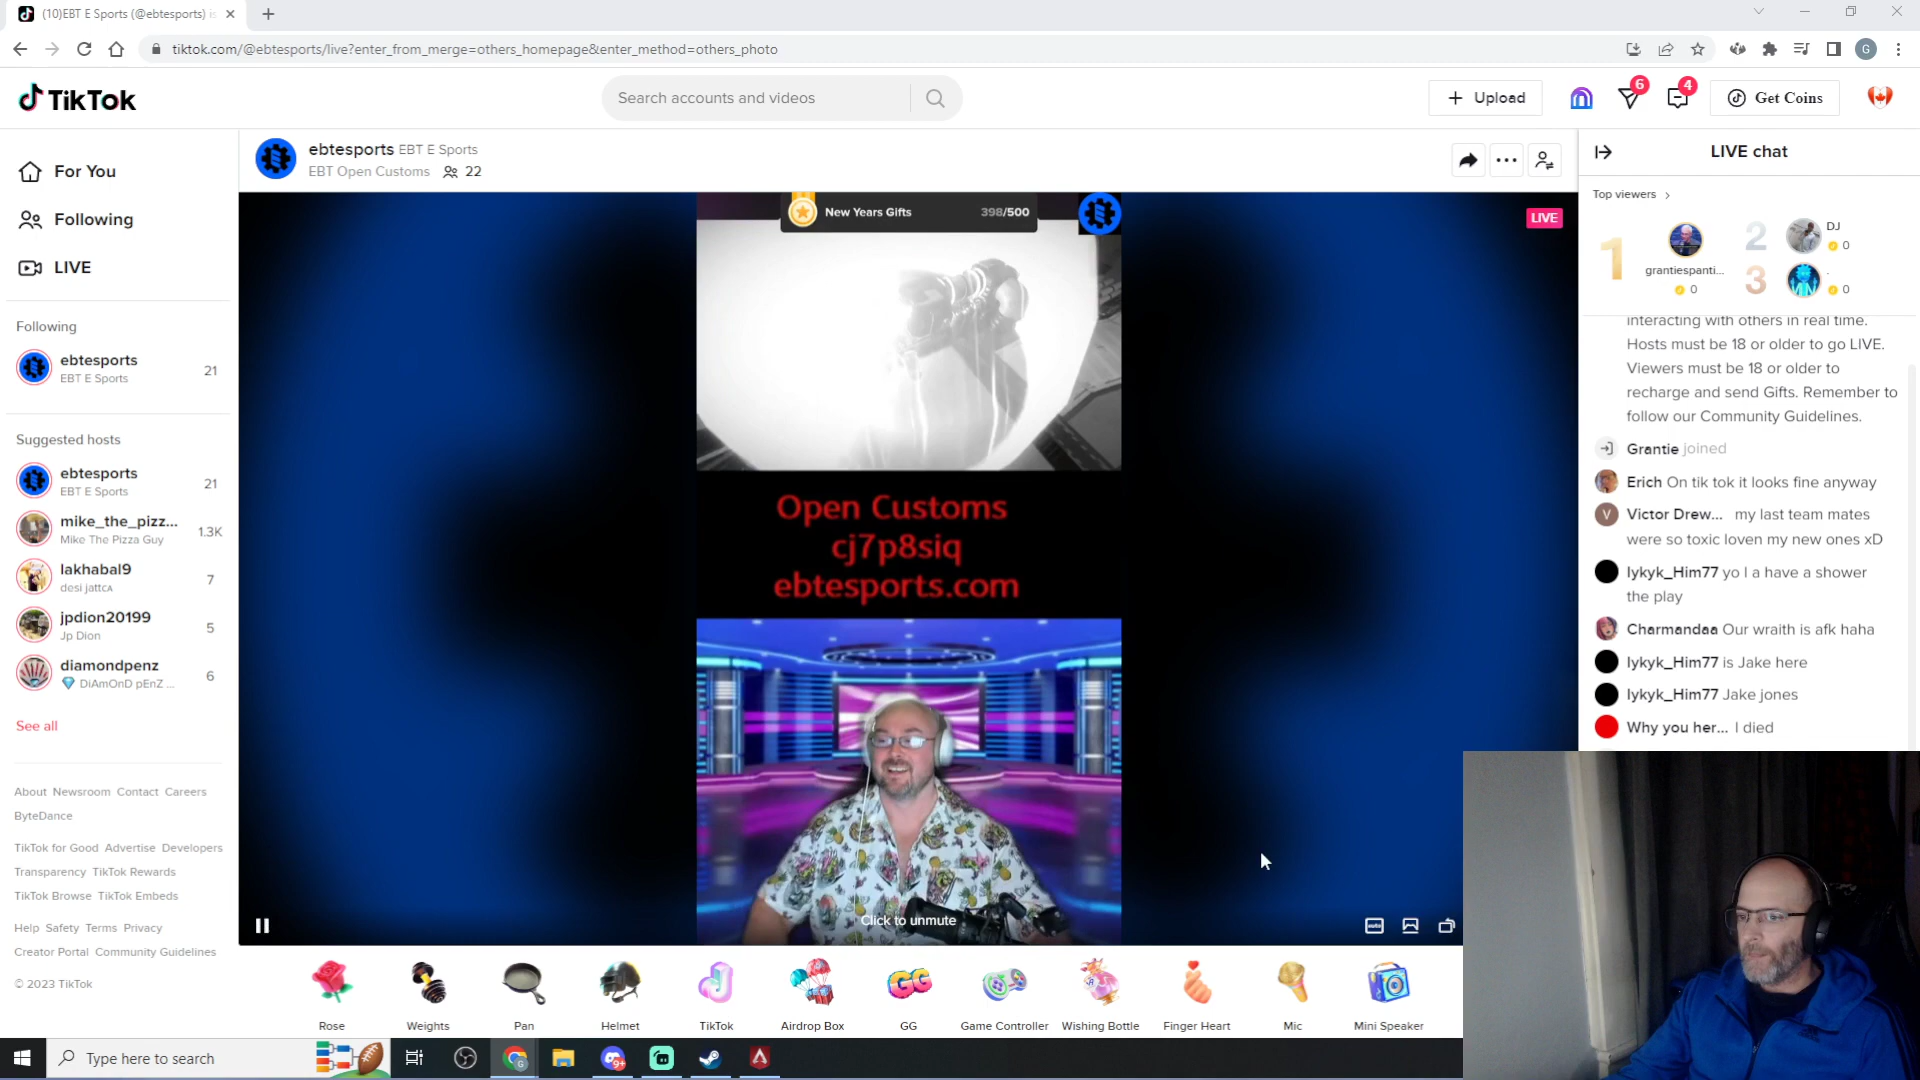 (10)EBT E Sports (@ebtesports) is
tiktok.com/@ebtesports/live?enter_from_merge=others_homepage&enter_method=others_photo
G
TikTok
Search accounts and videos
Upload
6
4
Get Coins
For You
Following
LIVE
Following
ebtesports
EBT E Sports
21
Suggested hosts
ebtesports
EBT E Sports
21
mike_the_pizz...
Mike The Pizza Guy
1.3K
lakhabal9
desi jattcA
7
jpdion20199
Jp Dion
5
diamondpenz
DiAmOnD pEnZ ...
6
See all
About Newsroom Contact Careers
ByteDance
TikTok for Good Advertise Developers
Transparency TikTok Rewards
TikTok Browse TikTok Embeds
Help Safety Terms Privacy
Creator Portal Community Guidelines
© 2023 TikTok
ebtesports EBT E Sports
EBT Open Customs 22
New Years Gifts 398/500
LIVE
Open Customs
cj7p8siq
ebtesports.com
Click to unmute
Rose
Weights
Pan
Helmet
TikTok
Airdrop Box
GG
GG
Game Controller
Wishing Bottle
Finger Heart
Mic
Mini Speaker
LIVE chat
Top viewers
1
grantiespanti...
0
2
DJ
0
3
.
0
interacting with others in real time.
Hosts must be 18 or older to go LIVE.
Viewers must be 18 or older to
recharge and send Gifts. Remember to
follow our Community Guidelines.
Grantie joined
Erich On tik tok it looks fine anyway
V
Victor Drew... my last team mates
were so toxic loven my new ones xD
lykyk_Him77 yo I a have a shower
the play
Charmandaa Our wraith is afk haha
lykyk_Him77 is Jake here
lykyk_Him77 Jake jones
Why you her... I died
Type here to search
9+